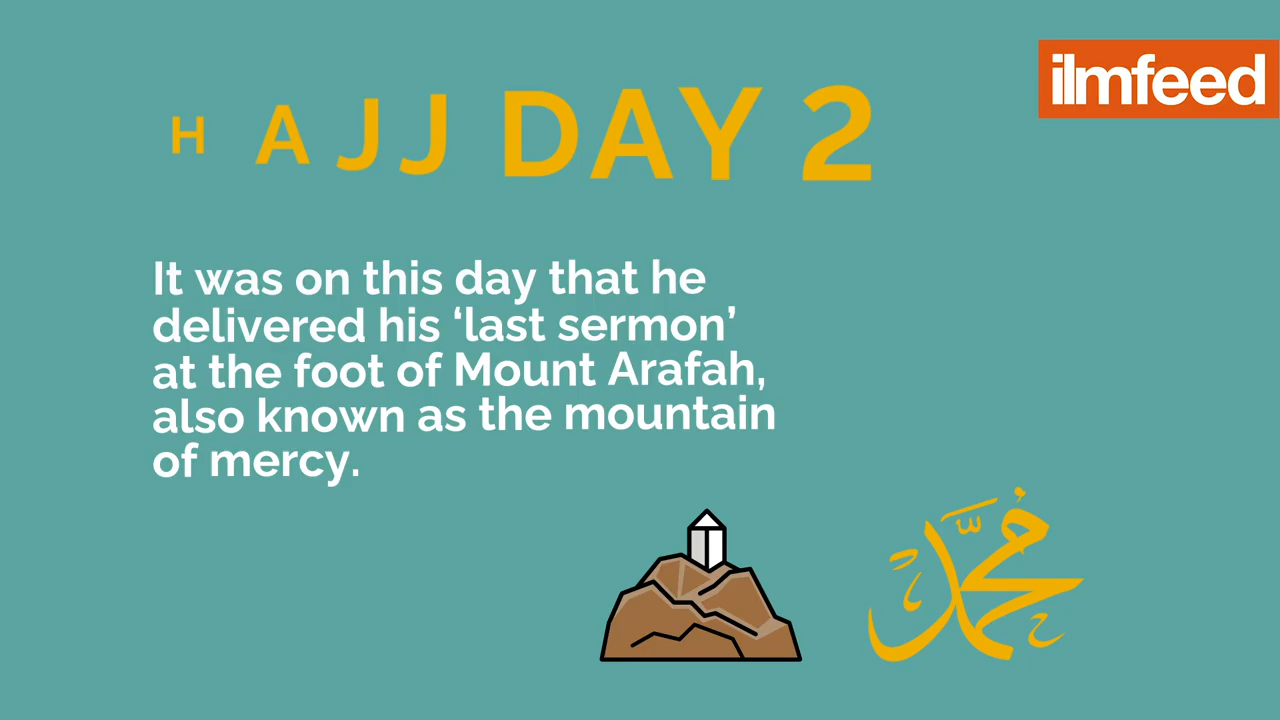 ilmfeed
HAJJ DAY 2
It was on this day that he
delivered his ‘last sermon’
at the foot of Mount Arafah,
also known as the mountain
of mercy.
محمد